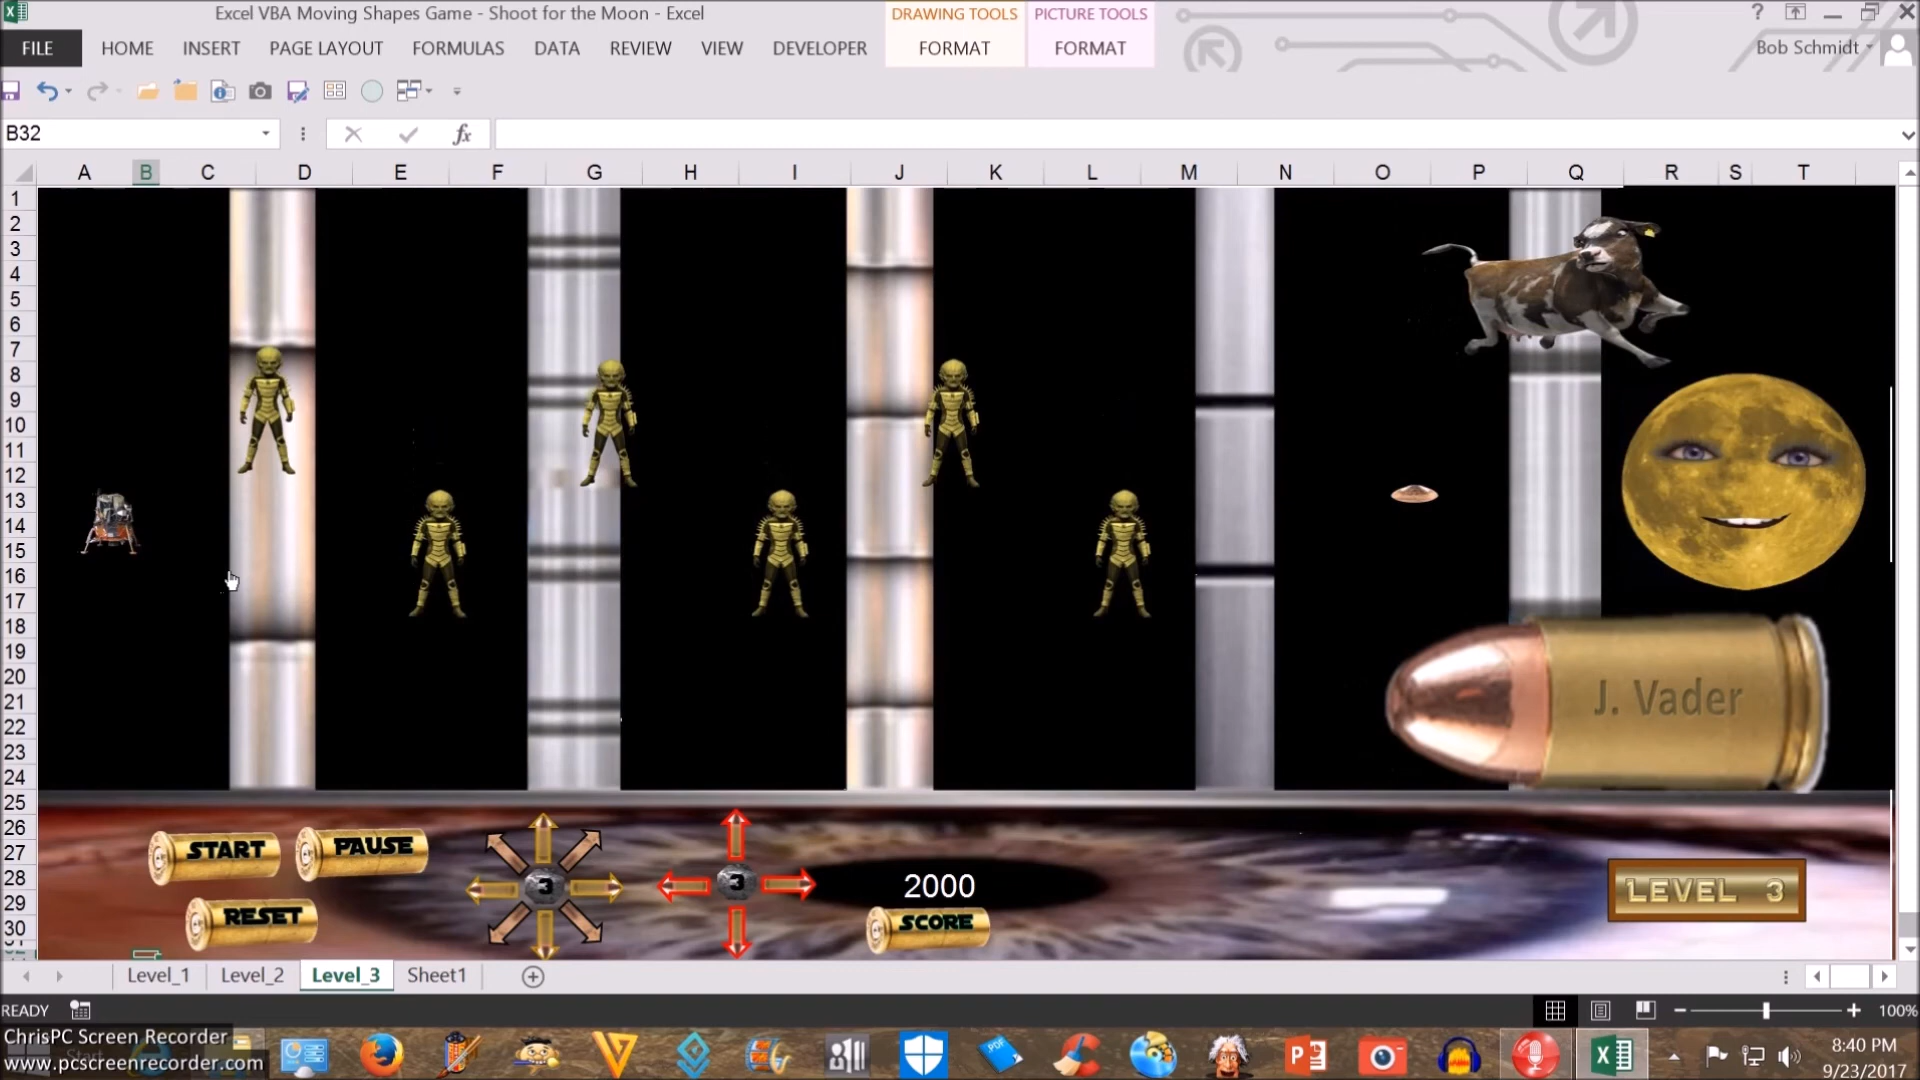 Excel VBA Moving Shapes Game - Shoot for the Moon - Excel
DRAWING TOOLS
PICTURE TOOLS
?
FILE
HOME
INSERT
PAGE LAYOUT
FORMULAS
DATA
REVIEW
VIEW
DEVELOPER
FORMAT
FORMAT
Bob Schmidt
B32
fx
A B C D E F G H I J K L M N O P Q R S T
1
2
3
4
5
6
7
8
9
10
11
12
13
14
15
16
17
18
19
20
21
22
23
24
25
26
27
28
29
30
J. Vader
START
PAUSE
RESET
3
3
2000
SCORE
LEVEL 3
Level_1
Level_2
Level_3
Sheet1
READY
100%
ChrisPC Screen Recorder
www.pcscreenrecorder.com
8:40 PM
9/23/2017